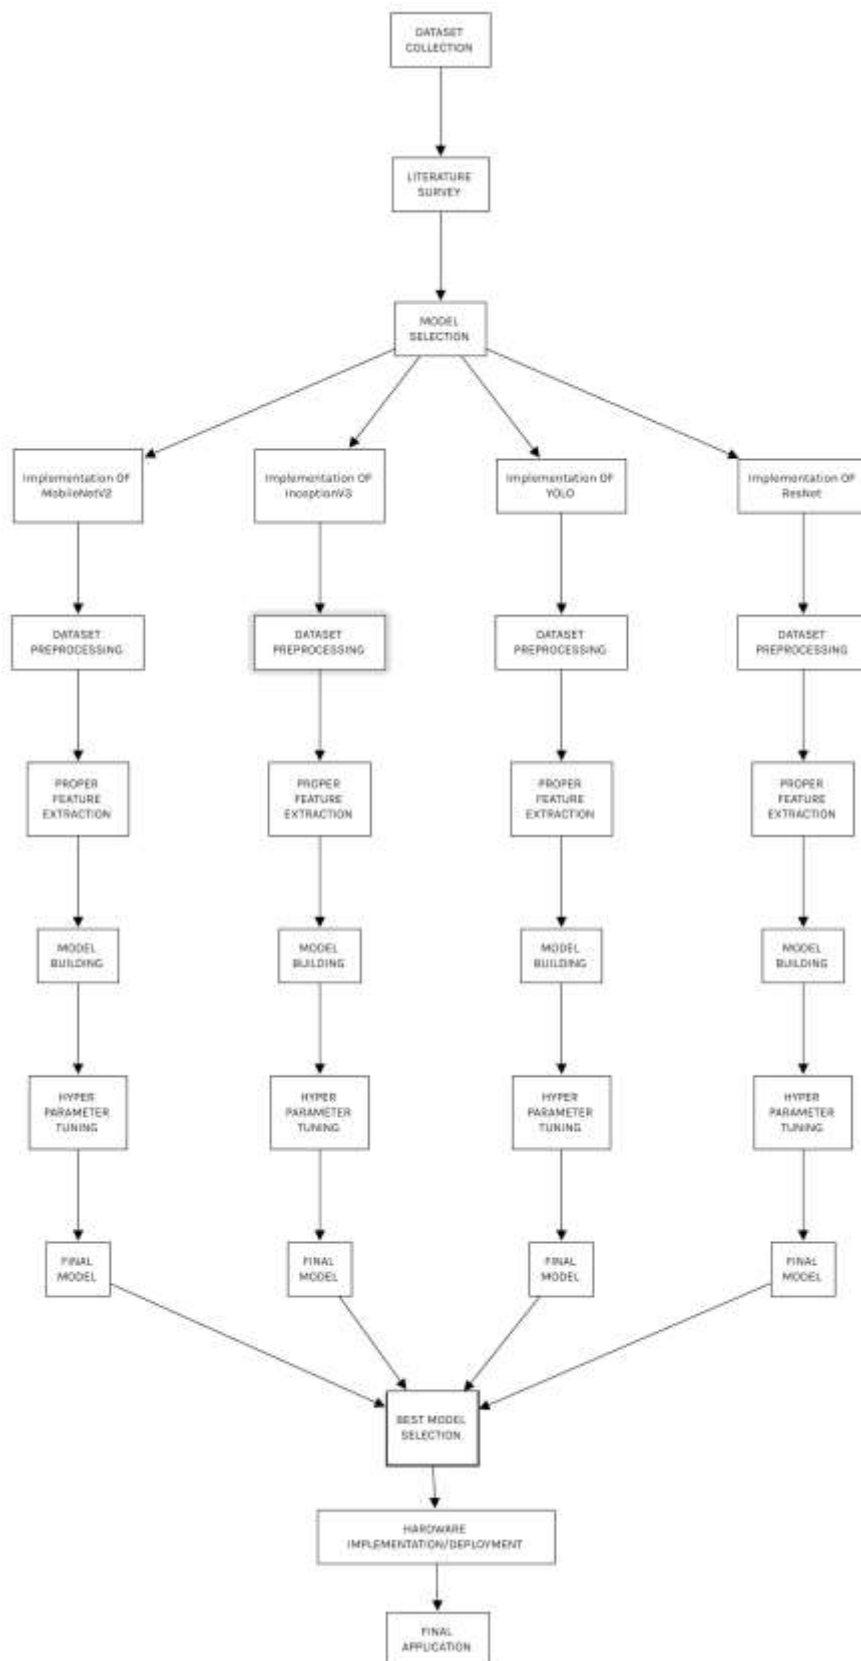 DATASET
COLLECTION
LITERATURE
SURVEY
MODEL
SELECTION
Implementation OF
MobileNetV2
Implementation OF
InceptionV3
Implementation OF
YOLO
Implementation OF
ResNet
DATASET
PREPROCESSING
DATASET
PREPROCESSING
DATASET
PREPROCESSING
DATASET
PREPROCESSING
PROPER
FEATURE
EXTRACTION
PROPER
FEATURE
EXTRACTION
PROPER
FEATURE
EXTRACTION
PROPER
FEATURE
EXTRACTION
MODEL
BUILDING
MODEL
BUILDING
MODEL
BUILDING
MODEL
BUILDING
HYPER
PARAMETER
TUNING
HYPER
PARAMETER
TUNING
HYPER
PARAMETER
TUNING
HYPER
PARAMETER
TUNING
FINAL
MODEL
FINAL
MODEL
FINAL
MODEL
FINAL
MODEL
BEST MODEL
SELECTION.
HARDWARE
IMPLEMENTATION/DEPLOYMENT
FINAL
APPLICATION